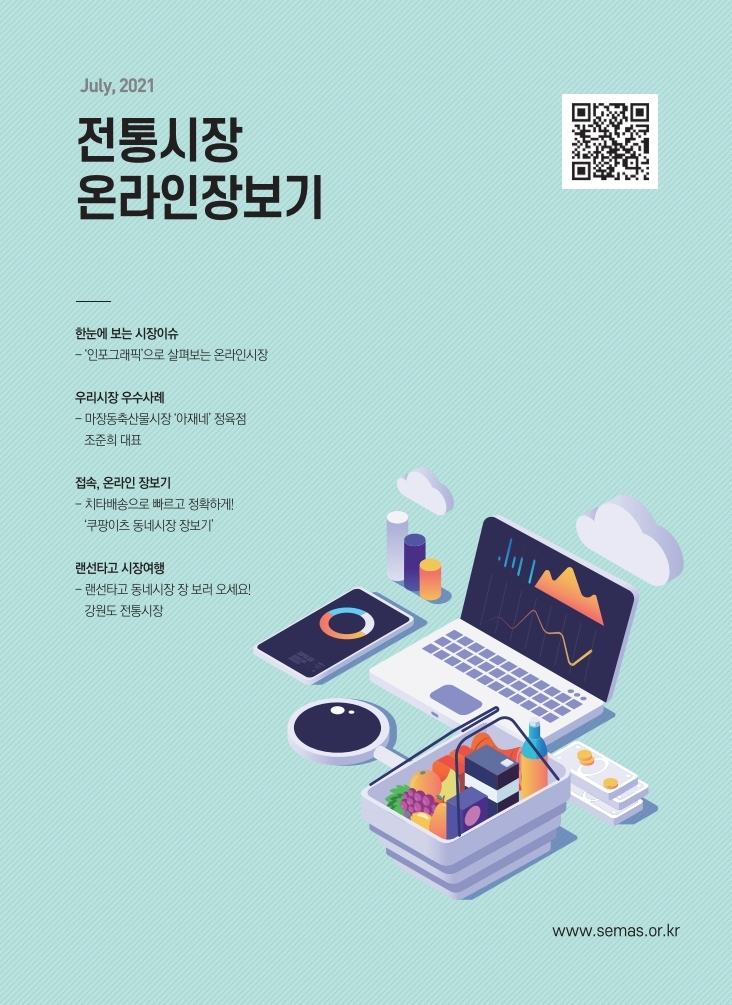 July, 2021
전통시장
온라인장보기
한눈에 보는 시장이슈
– '인포그래픽'으로 살펴보는 온라인시장
우리시장 우수사례
– 마장동축산물시장 '아재네' 정육점
조준희 대표
접속, 온라인 장보기
– 치타배송으로 빠르고 정확하게!
'쿠팡이츠 동네시장 장보기'
랜선타고 시장여행
– 랜선타고 동네시장 장 보러 오세요!
강원도 전통시장
www.semas.or.kr